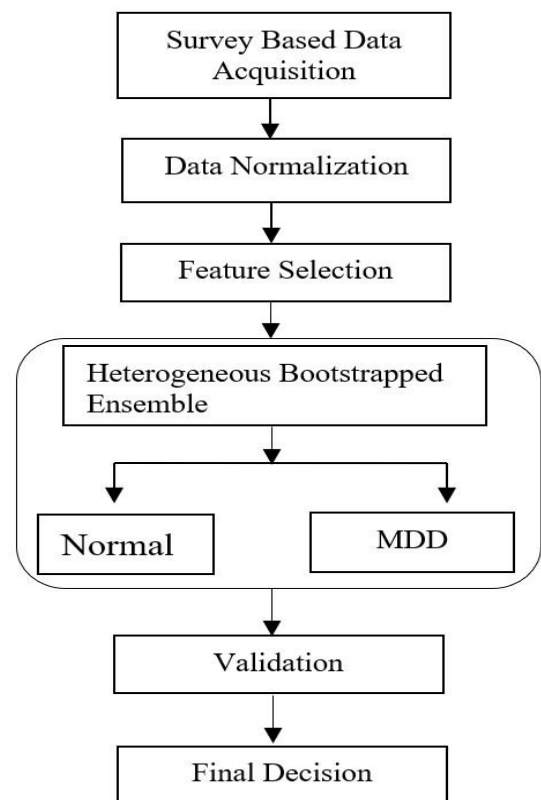 Survey Based Data
Acquisition
Data Normalization
Feature Selection
Heterogeneous Bootstrapped
Ensemble
Normal
MDD
Validation
Final Decision